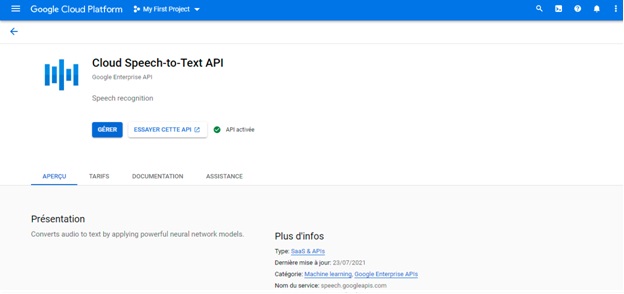 Google Cloud Platform My First Project
Cloud Speech-to-Text API
Google Enterprise API
Speech recognition
GÉRER ESSAYER CETTE API API activée
APERÇU TARIFS DOCUMENTATION ASSISTANCE
Présentation
Converts audio to text by applying powerful neural network models.
Plus d'infos
Type: SaaS & APIs
Dernière mise à jour: 23/07/2021
Catégorie: Machine learning, Google Enterprise APIs
Nom du service: speech.googleapis.com